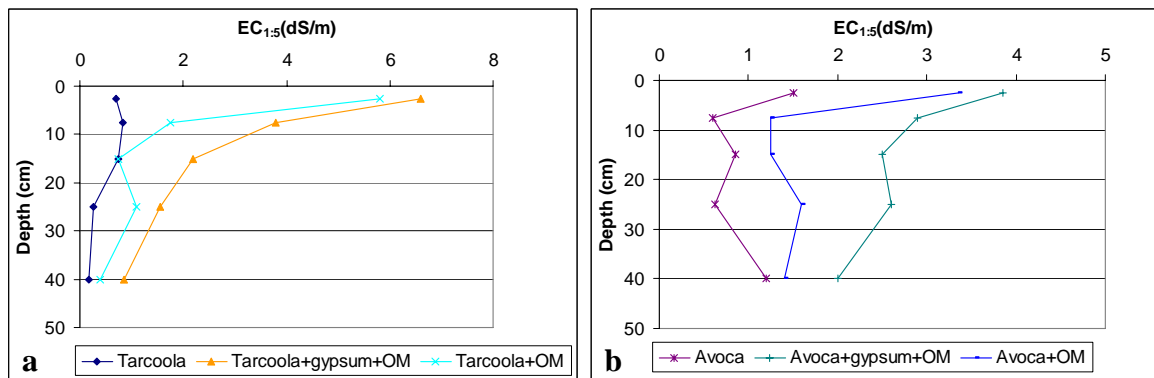 EC1:5(dS/m)
0 2 4 6 8
0
10
20
30
40
50
Depth (cm)
a
Tarcoola Tarcoola+gypsum+OM Tarcoola+OM
EC1:5(dS/m)
0 1 2 3 4 5
0
10
20
30
40
50
Depth (cm)
b
Avoca Avoca+gypsum+OM Avoca+OM